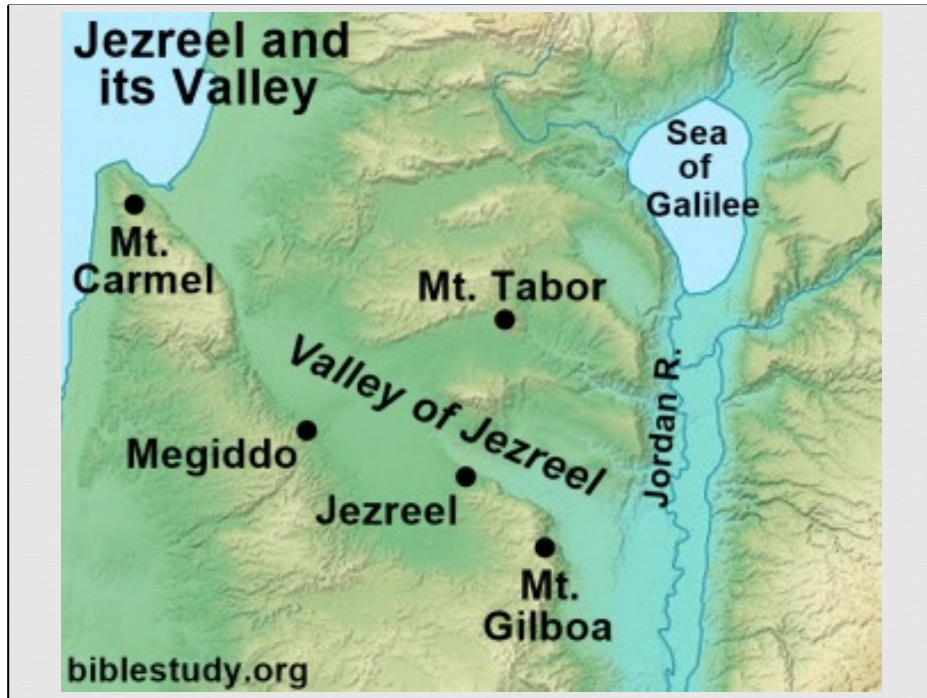 Jezreel and
its Valley
Sea
of
Galilee
Mt.
Carmel
Mt. Tabor
Valley of Jezreel
Jordan R.
Megiddo
Jezreel
Mt.
Gilboa
biblestudy.org